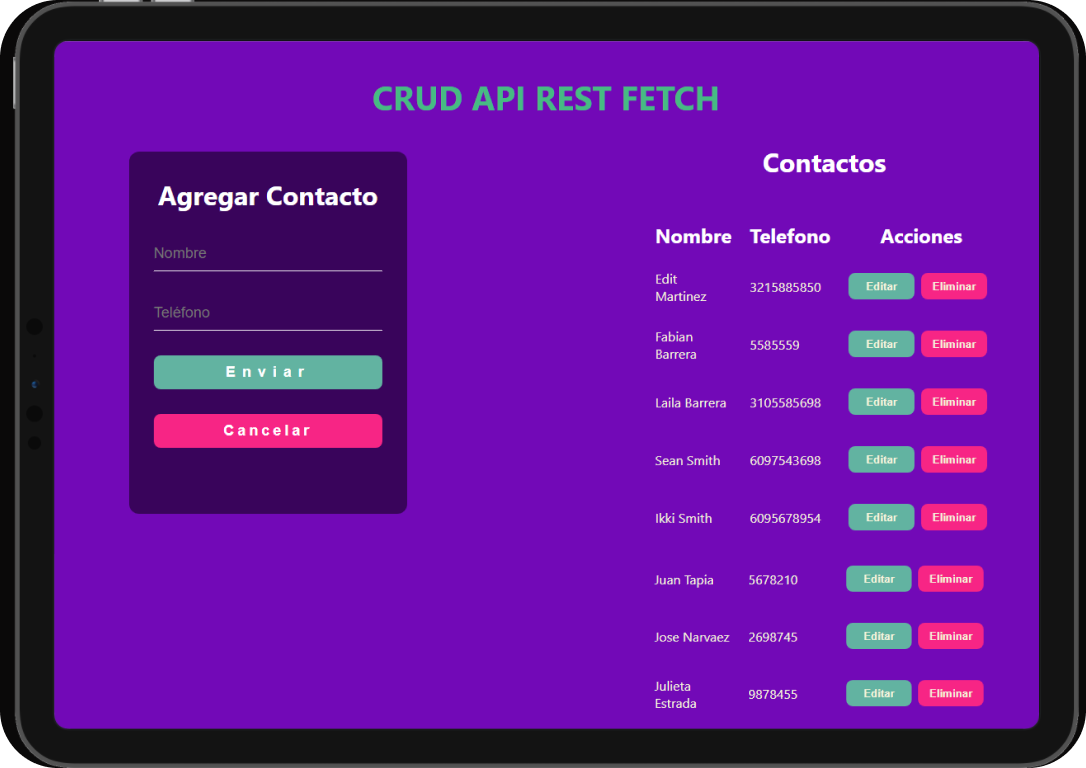 CRUD API REST FETCH
Agregar Contacto
Nombre
Teléfono
Enviar
Cancelar
Contactos
Nombre Telefono Acciones
Edit
Martinez 3215885850 Editar Eliminar
Fabian
Barrera 5585559 Editar Eliminar
Laila Barrera 3105585698 Editar Eliminar
Sean Smith 6097543698 Editar Eliminar
Ikki Smith 6095678954 Editar Eliminar
Juan Tapia 5678210 Editar Eliminar
Jose Narvaez 2698745 Editar Eliminar
Julieta
Estrada 9878455 Editar Eliminar